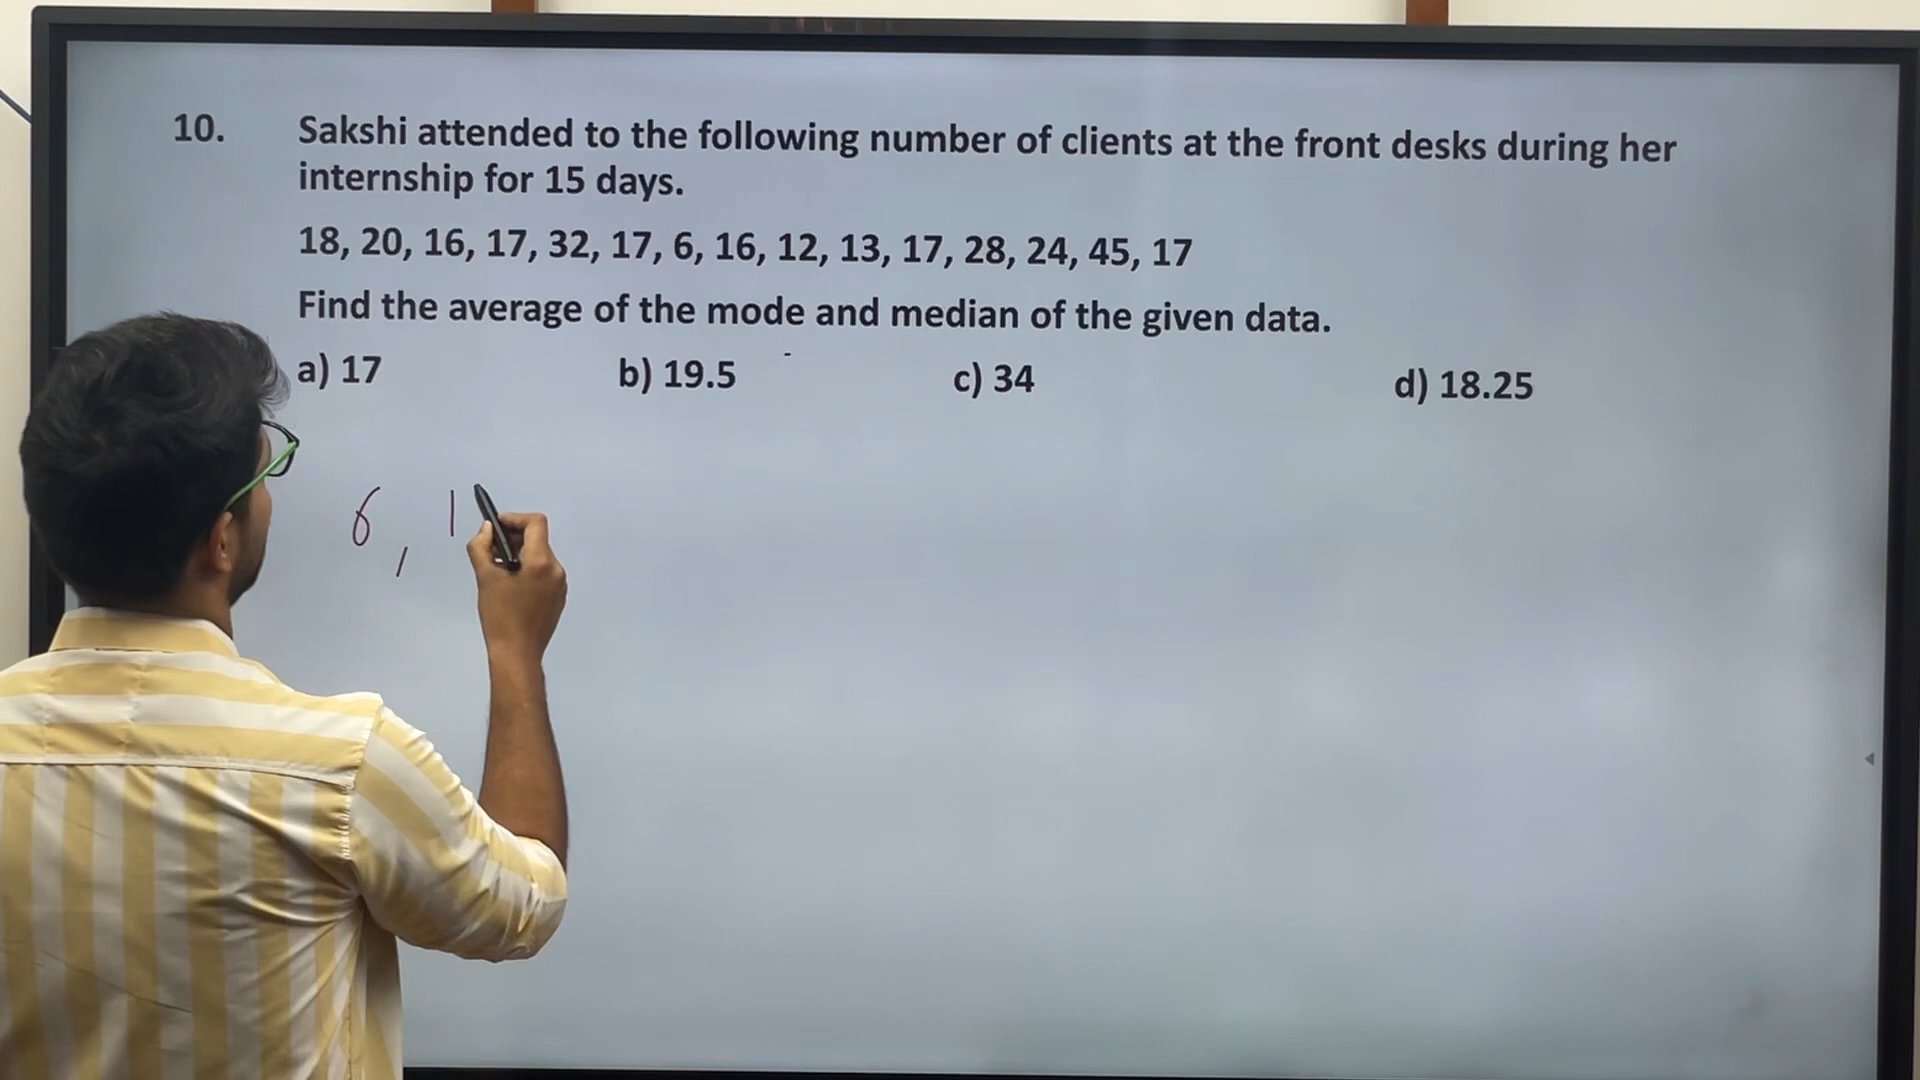 10. Sakshi attended to the following number of clients at the front desks during her
internship for 15 days.
18, 20, 16, 17, 32, 17, 6, 16, 12, 13, 17, 28, 24, 45, 17
Find the average of the mode and median of the given data.
a) 17 b) 19.5 c) 34 d) 18.25
6, 1